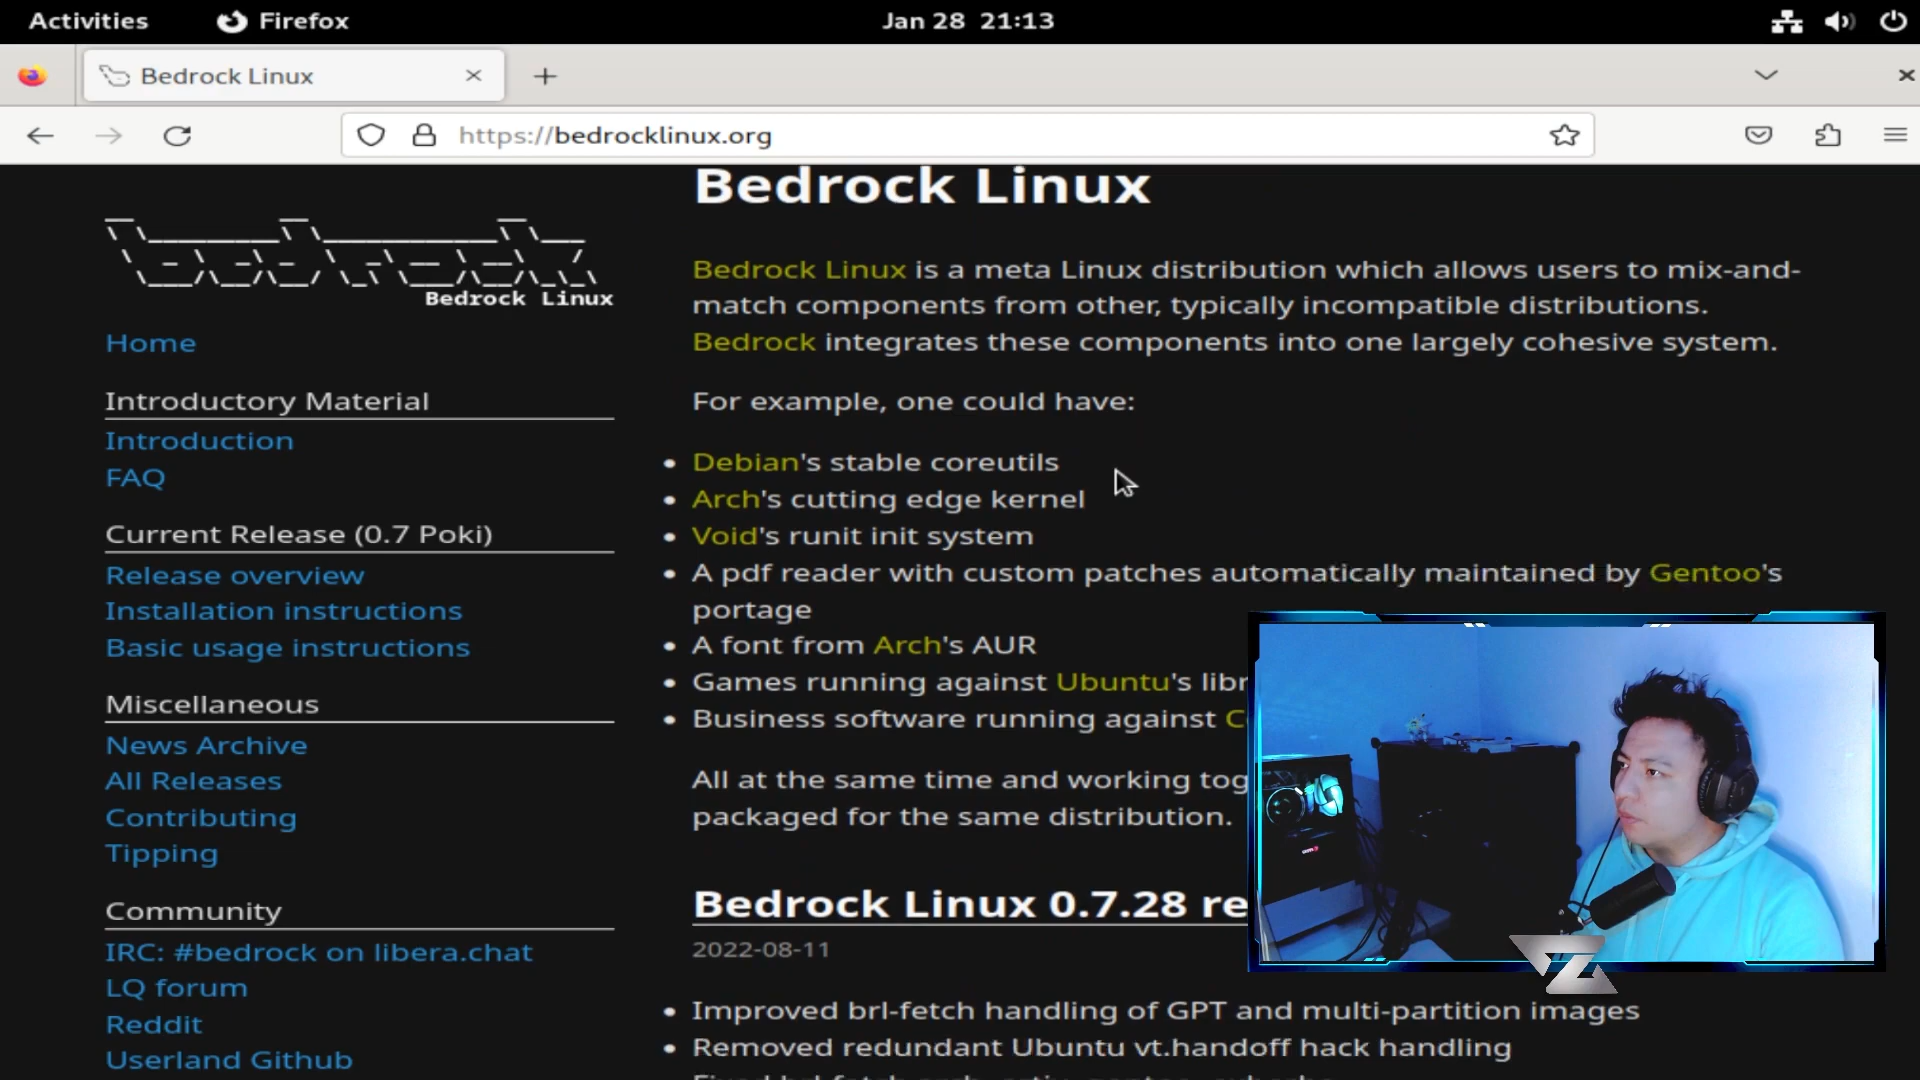 Activities Firefox Jan 28 21:13
Bedrock Linux
https://bedrocklinux.org
Bedrock Linux
Home
Introductory Material
Introduction
FAQ
Current Release (0.7 Poki)
Release overview
Installation instructions
Basic usage instructions
Miscellaneous
News Archive
All Releases
Contributing
Tipping
Community
IRC: #bedrock on libera.chat
LQ forum
Reddit
Userland Github
Bedrock Linux
Bedrock Linux is a meta Linux distribution which allows users to mix-and-
match components from other, typically incompatible distributions.
Bedrock integrates these components into one largely cohesive system.
For example, one could have:
• Debian's stable coreutils
• Arch's cutting edge kernel
• Void's runit init system
• A pdf reader with custom patches automatically maintained by Gentoo's
portage
• A font from Arch's AUR
• Games running against Ubuntu's
• Business software running against
All at the same time and working
packaged for the same distribution.
Bedrock Linux 0.7.28
2022-08-11
• Improved brl-fetch handling of GPT and multi-partition images
• Removed redundant Ubuntu vt.handoff hack handling